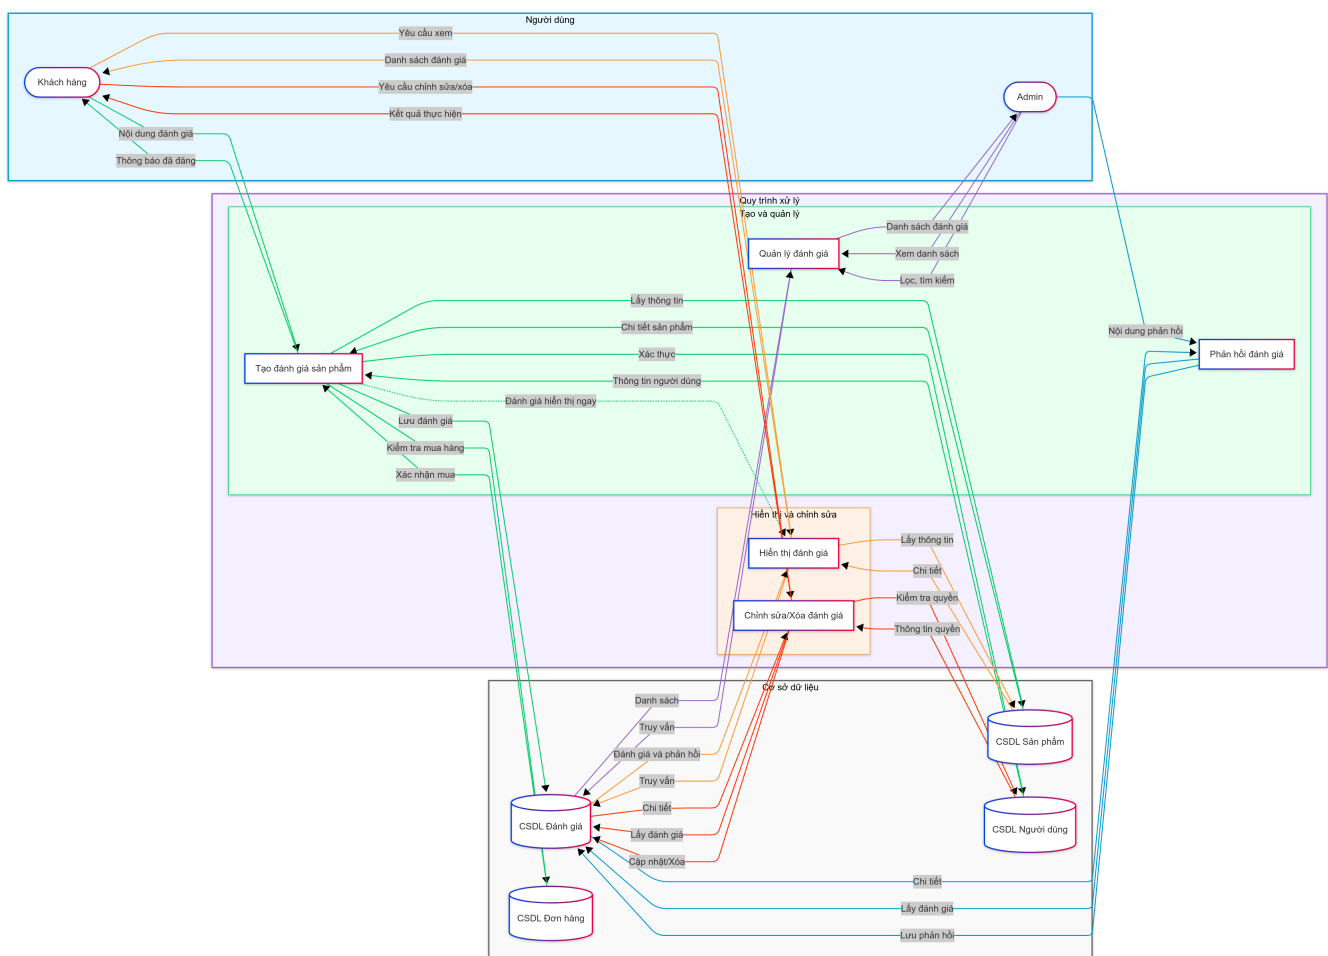 Người dùng
Yêu cầu xem
Danh sách đánh giá
Khách hàng
Yêu cầu chỉnh sửa/xóa
Admin
Kết quả thực hiện
Nội dung đánh giá
Thông báo đã đăng
Quy trình xử lý
Tạo và quản lý
Danh sách đánh giá
Quản lý đánh giá
Xem danh sách
Lọc, tìm kiếm
Lấy thông tin
Chi tiết sản phẩm
Nội dung phản hồi
Xác thực
Phản hồi đánh giá
Tạo đánh giá sản phẩm
Thông tin người dùng
Đánh giá hiển thị ngay
Lưu đánh giá
Kiểm tra mua hàng
Xác nhận mua
Hiển thị và chỉnh sửa
Lấy thông tin
Hiển thị đánh giá
Chi tiết
Kiểm tra quyền
Chỉnh sửa/Xóa đánh giá
Thông tin quyền
Cơ sở dữ liệu
Danh sách
Truy vấn
CSDL Sản phẩm
Đánh giá và phản hồi
Truy vấn
Chi tiết
CSDL Đánh giá
CSDL Người dùng
Lấy đánh giá
Cập nhật/Xóa
Chi tiết
Lấy đánh giá
CSDL Đơn hàng
Lưu phản hồi